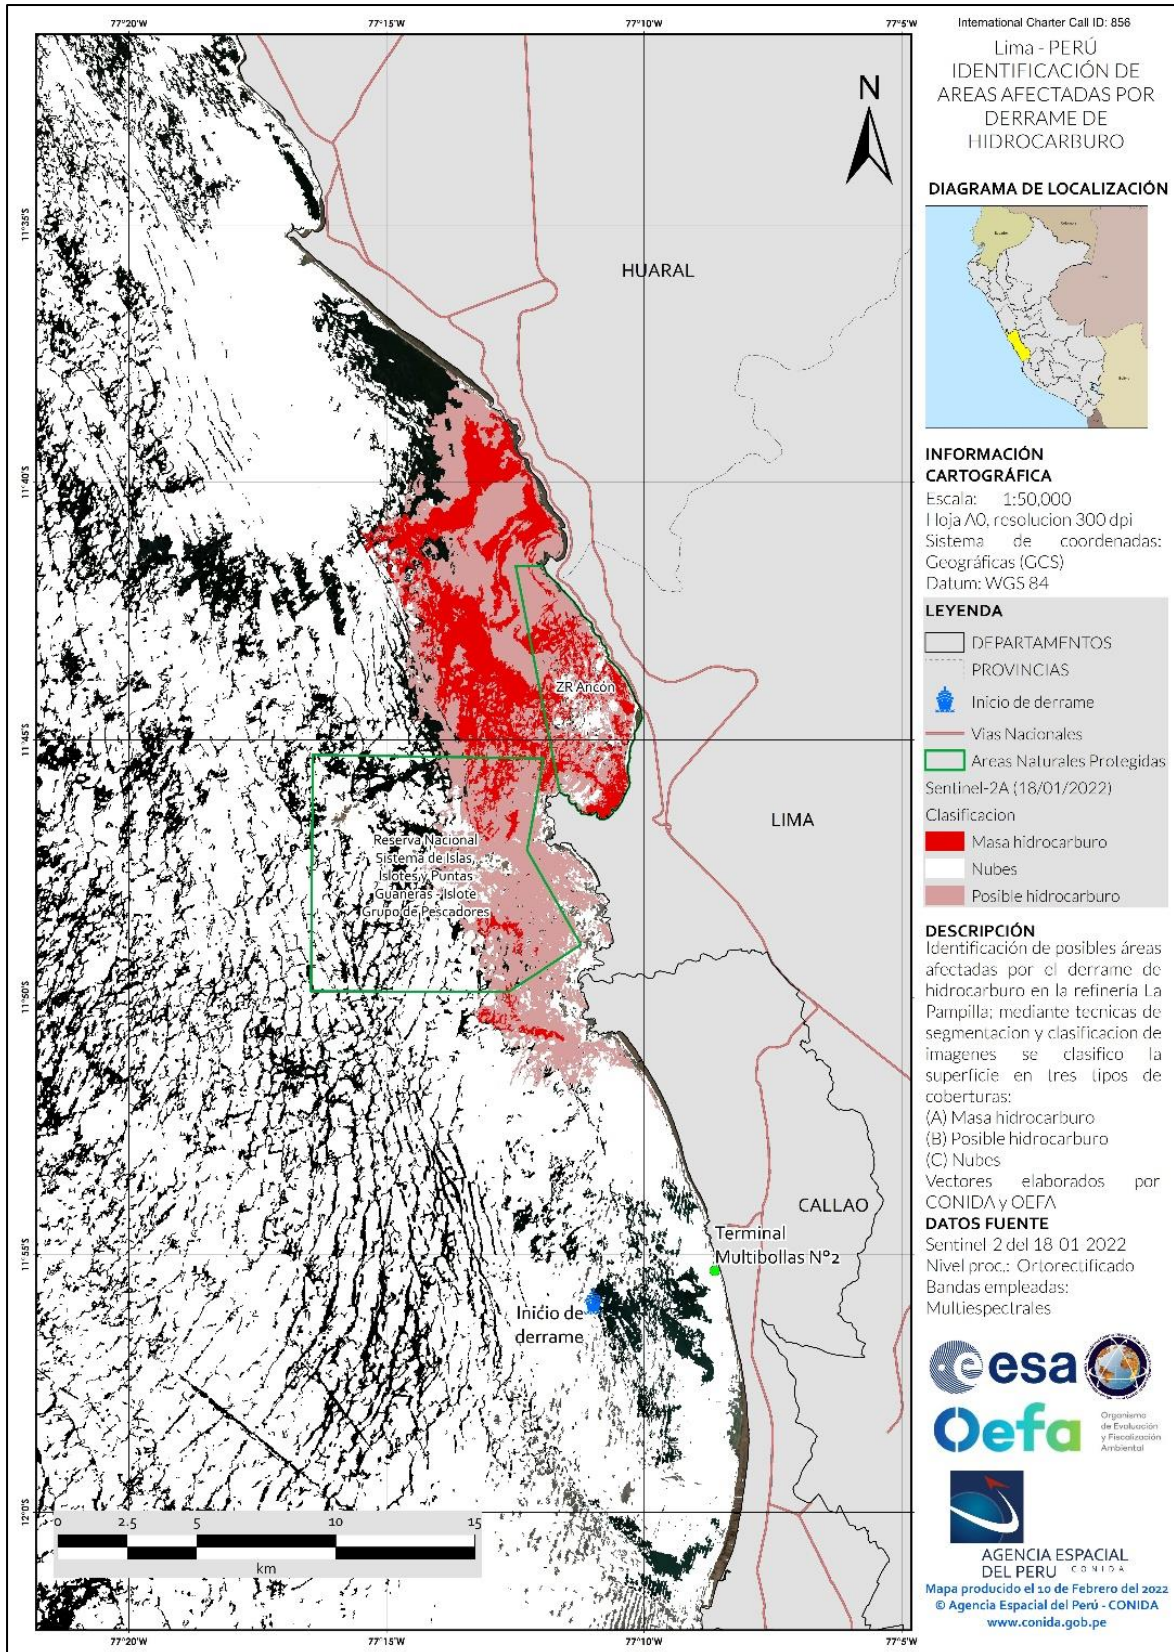 77°20'W 77°15'W 77°10'W 77°5'W
International Charter Call ID: 856
Lima - PERÚ
IDENTIFICACIÓN DE
AREAS AFECTADAS POR
DERRAME DE
HIDROCARBURO
N
DIAGRAMA DE LOCALIZACIÓN
11°35'S
HUARAL
INFORMACIÓN
CARTOGRÁFICA
Escala: 1:50,000
Hoja A0, resolucion 300 dpi
Sistema de coordenadas:
Geográficas (GCS)
Datum: WGS 84
11°40'S
LEYENDA
DEPARTAMENTOS
PROVINCIAS
Inicio de derrame
Vias Nacionales
Areas Naturales Protegidas
Sentinel-2A (18/01/2022)
Clasificacion
Masa hidrocarburo
Nubes
Posible hidrocarburo
ZR Ancón
11°45'S
LIMA
Reserva Nacional
Sistema de Islas,
Islotes y Puntas
Guaneras - Islote
Grupo de Pescadores
11°50'S
DESCRIPCIÓN
Identificación de posibles áreas
afectadas por el derrame de
hidrocarburo en la refinería La
Pampilla; mediante tecnicas de
segmentacion y clasificacion de
imagenes se clasifico la
superficie en tres tipos de
coberturas:
(A) Masa hidrocarburo
(B) Posible hidrocarburo
(C) Nubes
Vectores elaborados por
CONIDA y OEFA
DATOS FUENTE
Sentinel 2 del 18 01 2022
Nivel proc.: Ortorectificado
Bandas empleadas:
Multiespectrales
CALLAO
Terminal
Multibollas N°2
11°55'S
Inicio de
derrame
12°0'S
0 2.5 5 10 15
km
esa
Oefa
Organismo
de Evaluación
y Fiscalización
Ambiental
AGENCIA ESPACIAL
DEL PERU CONIDA
Mapa producido el 10 de Febrero del 2022
© Agencia Espacial del Perú - CONIDA
www.conida.gob.pe
77°20'W 77°15'W 77°10'W 77°5'W